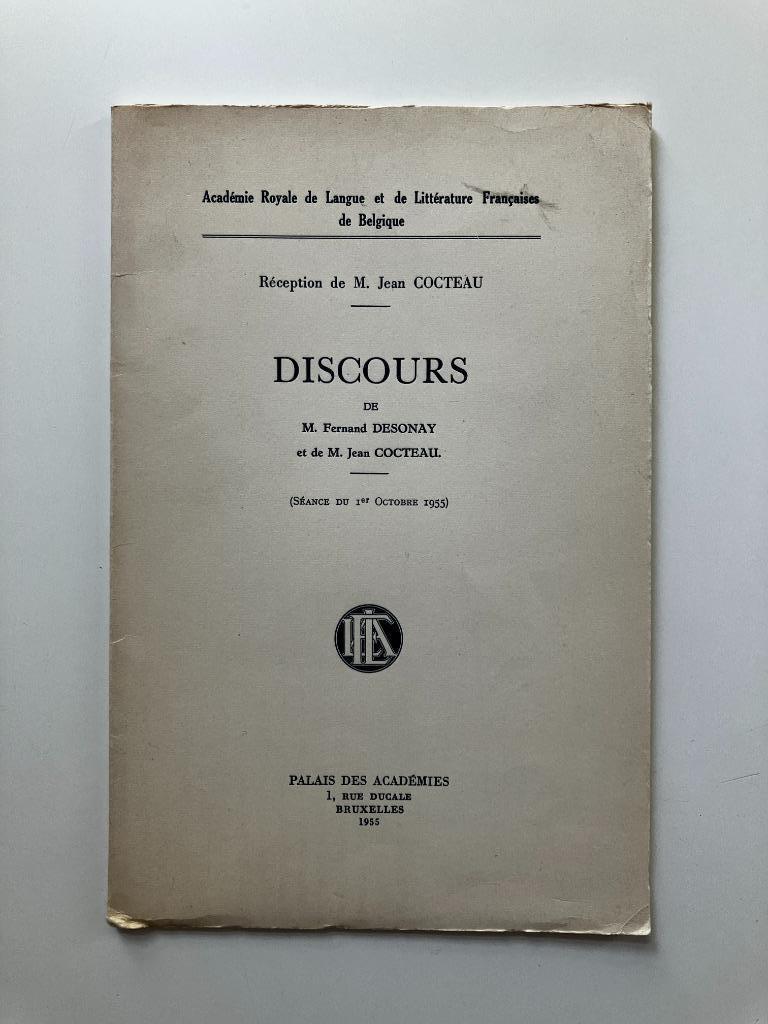 Académie Royale de Langue et de Littérature Françaises
de Belgique
Réception de M. Jean COCTEAU
DISCOURS
DE
M. Fernand DESONAY
et de M. Jean COCTEAU.
(Séance du 1er Octobre 1955)
PALAIS DES ACADÉMIES
1, RUE DUCALE
BRUXELLES
1955